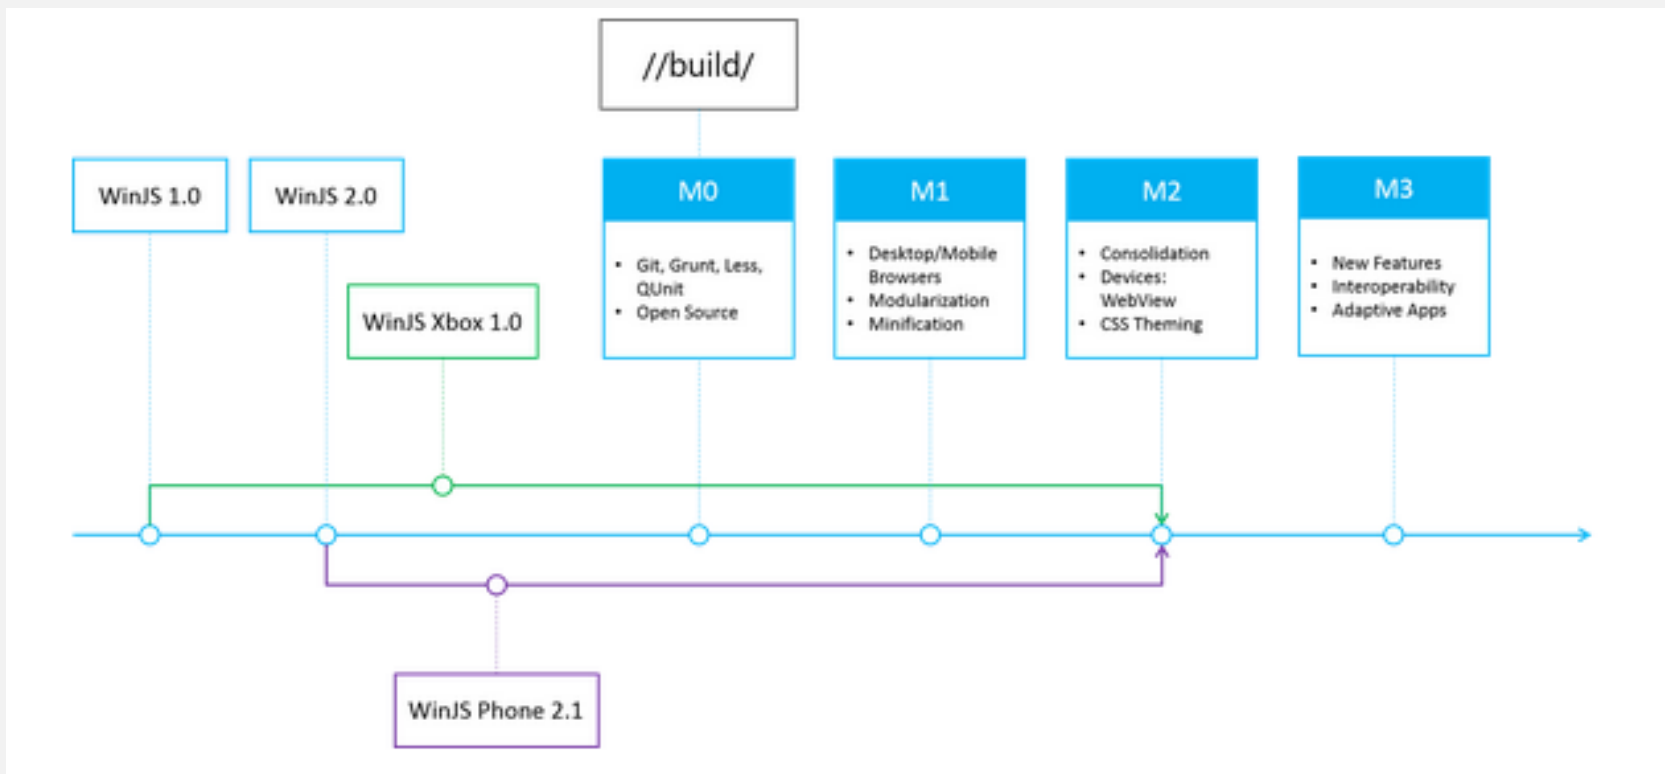 //build/
WinJS 1.0
WinJS 2.0
WinJS Xbox 1.0
M0
• Git, Grunt, Less,
QUnit
• Open Source
M1
• Desktop/Mobile
Browsers
• Modularization
• Minification
M2
• Consolidation
• Devices:
WebView
• CSS Theming
M3
• New Features
• Interoperability
• Adaptive Apps
WinJS Phone 2.1